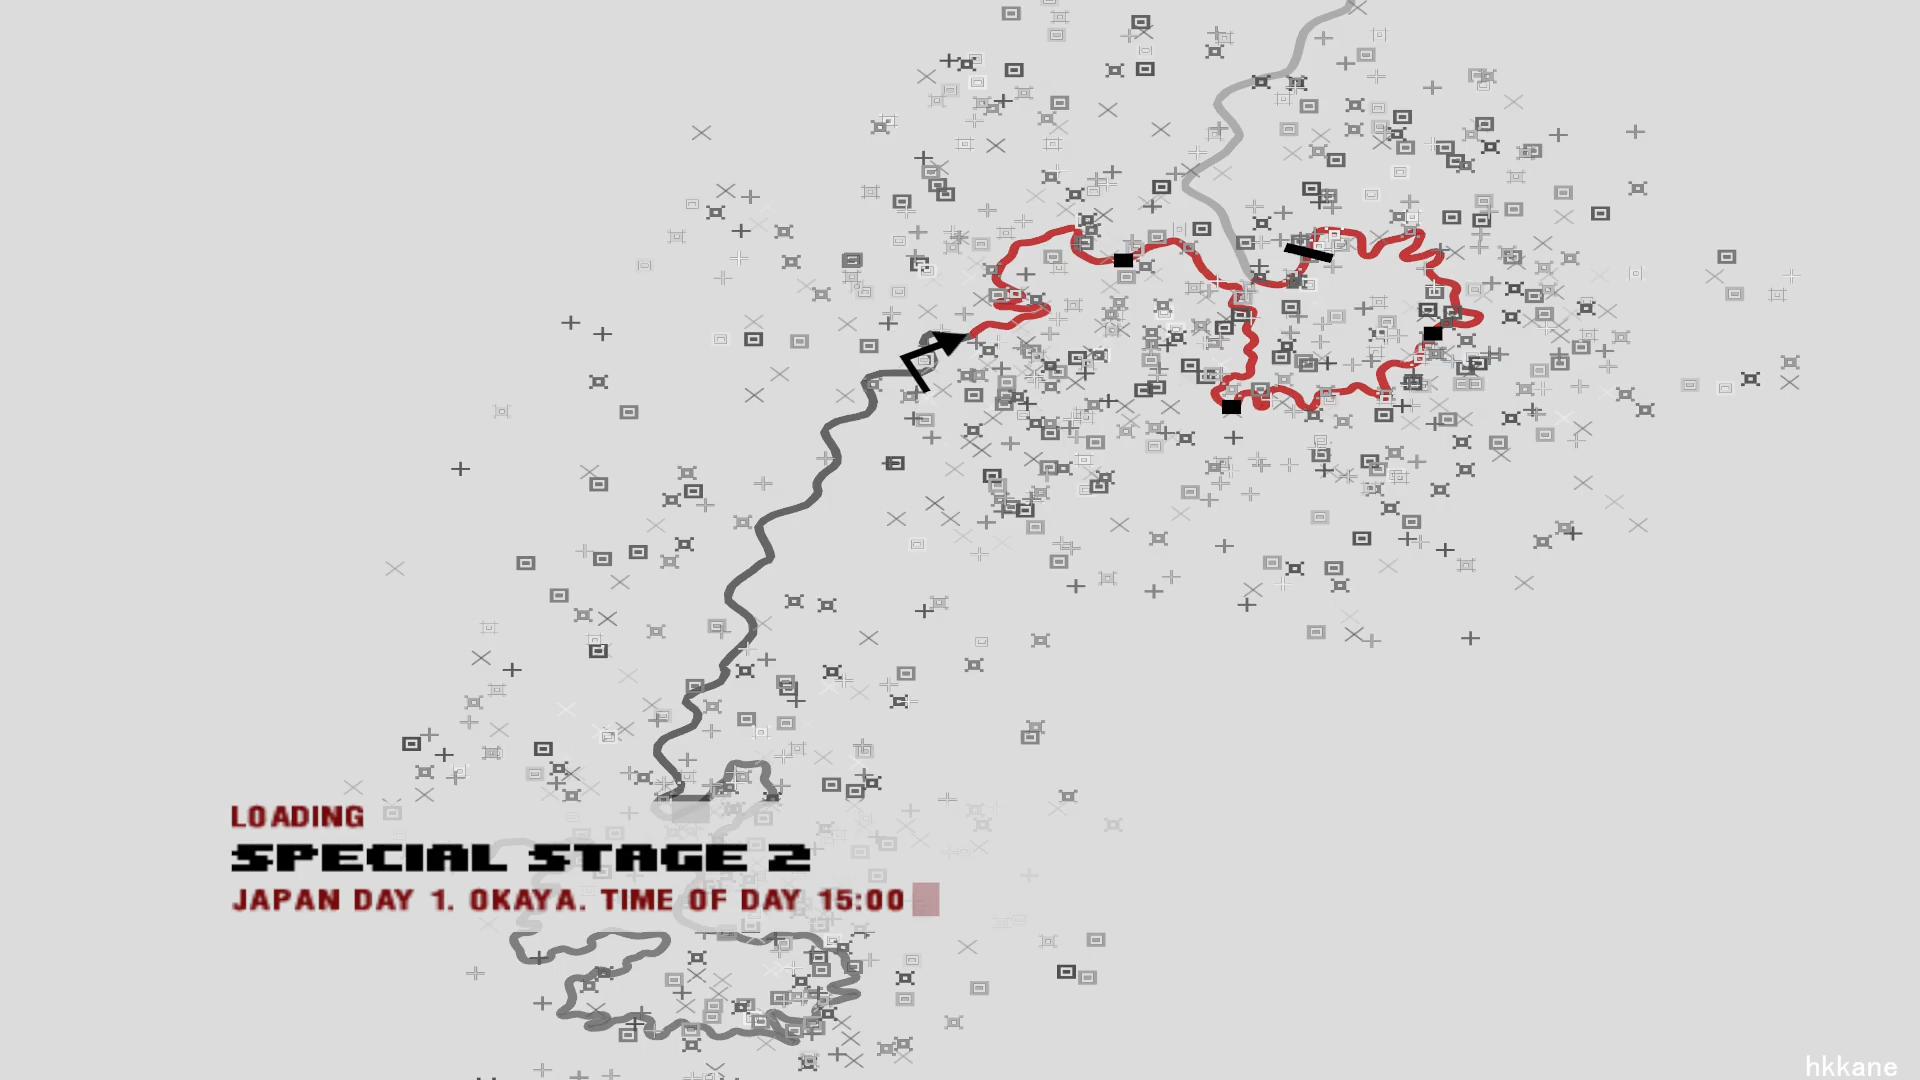 LOADING
SPECIAL STAGE 2
JAPAN DAY 1. OKAYA. TIME OF DAY 15:00
hkkane